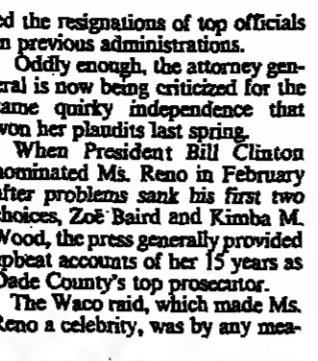 ed the resignations of top officials
n previous administrations.
Oddly enough, the attorney gen-
eral is now being criticized for the
ame quirky independence that
won her plaudits last spring.
When President Bill Clinton
nominated Ms. Reno in February
after problems sank his first two
choices, Zoë Baird and Kimba M.
Wood, the press generally provided
upbeat accounts of her 15 years as
Dade County's top prosecutor.
The Waco raid, which made Ms.
Reno a celebrity, was by any mea-